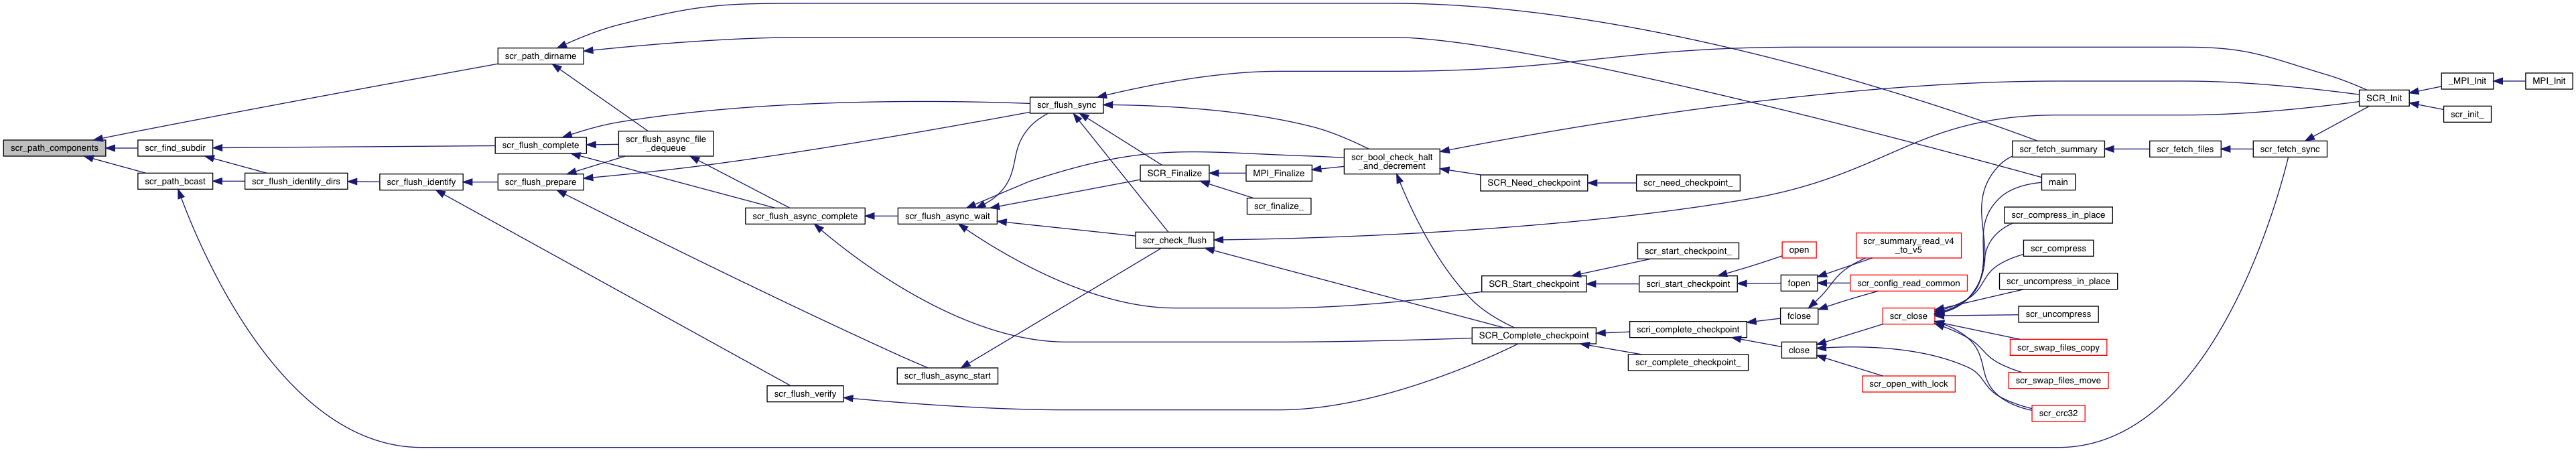 scr_path_components
scr_path_dirname
scr_find_subdir
scr_path_bcast
scr_flush_identify_dirs
scr_flush_identify
scr_flush_complete
scr_flush_prepare
scr_flush_async_file
_dequeue
scr_flush_async_complete
scr_flush_verify
scr_flush_async_wait
scr_flush_async_start
scr_flush_sync
scr_check_flush
SCR_Finalize
MPI_Finalize
scr_finalize_
scr_bool_check_halt
_and_decrement
SCR_Need_checkpoint
scr_need_checkpoint_
SCR_Start_checkpoint
SCR_Complete_checkpoint
scr_start_checkpoint_
scri_start_checkpoint
scri_complete_checkpoint
scr_complete_checkpoint_
open
fopen
fclose
close
scr_summary_read_v4
_to_v5
scr_config_read_common
scr_close
scr_open_with_lock
scr_fetch_summary
main
scr_compress_in_place
scr_compress
scr_uncompress_in_place
scr_uncompress
scr_swap_files_copy
scr_swap_files_move
scr_crc32
scr_fetch_files
scr_fetch_sync
SCR_Init
_MPI_Init
scr_init_
MPI_Init